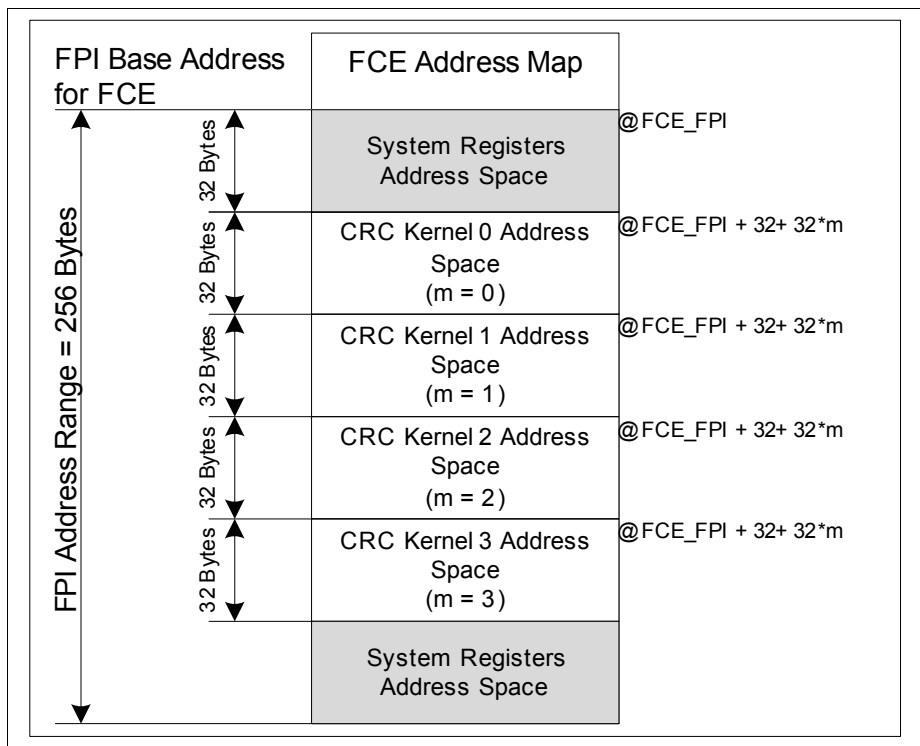 FPI Base Address
for FCE
FCE Address Map
FPI Address Range = 256 Bytes
32 Bytes
System Registers
Address Space
@FCE_FPI
32 Bytes
CRC Kernel 0 Address
Space
(m = 0)
@FCE_FPI + 32+ 32*m
32 Bytes
CRC Kernel 1 Address
Space
(m = 1)
@FCE_FPI + 32+ 32*m
32 Bytes
CRC Kernel 2 Address
Space
(m = 2)
@FCE_FPI + 32+ 32*m
32 Bytes
CRC Kernel 3 Address
Space
(m = 3)
@FCE_FPI + 32+ 32*m
System Registers
Address Space